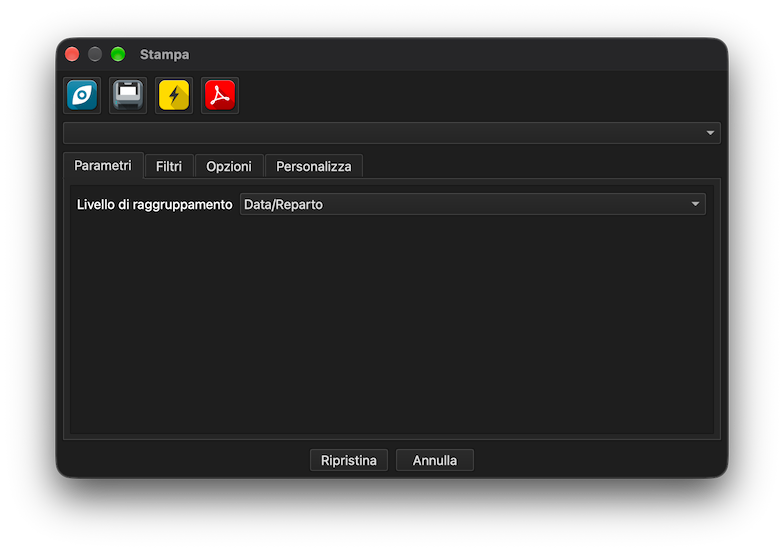 Stampa
Parametri Filtri Opzioni Personalizza
Livello di raggruppamento Data/Reparto
Ripristina Annulla